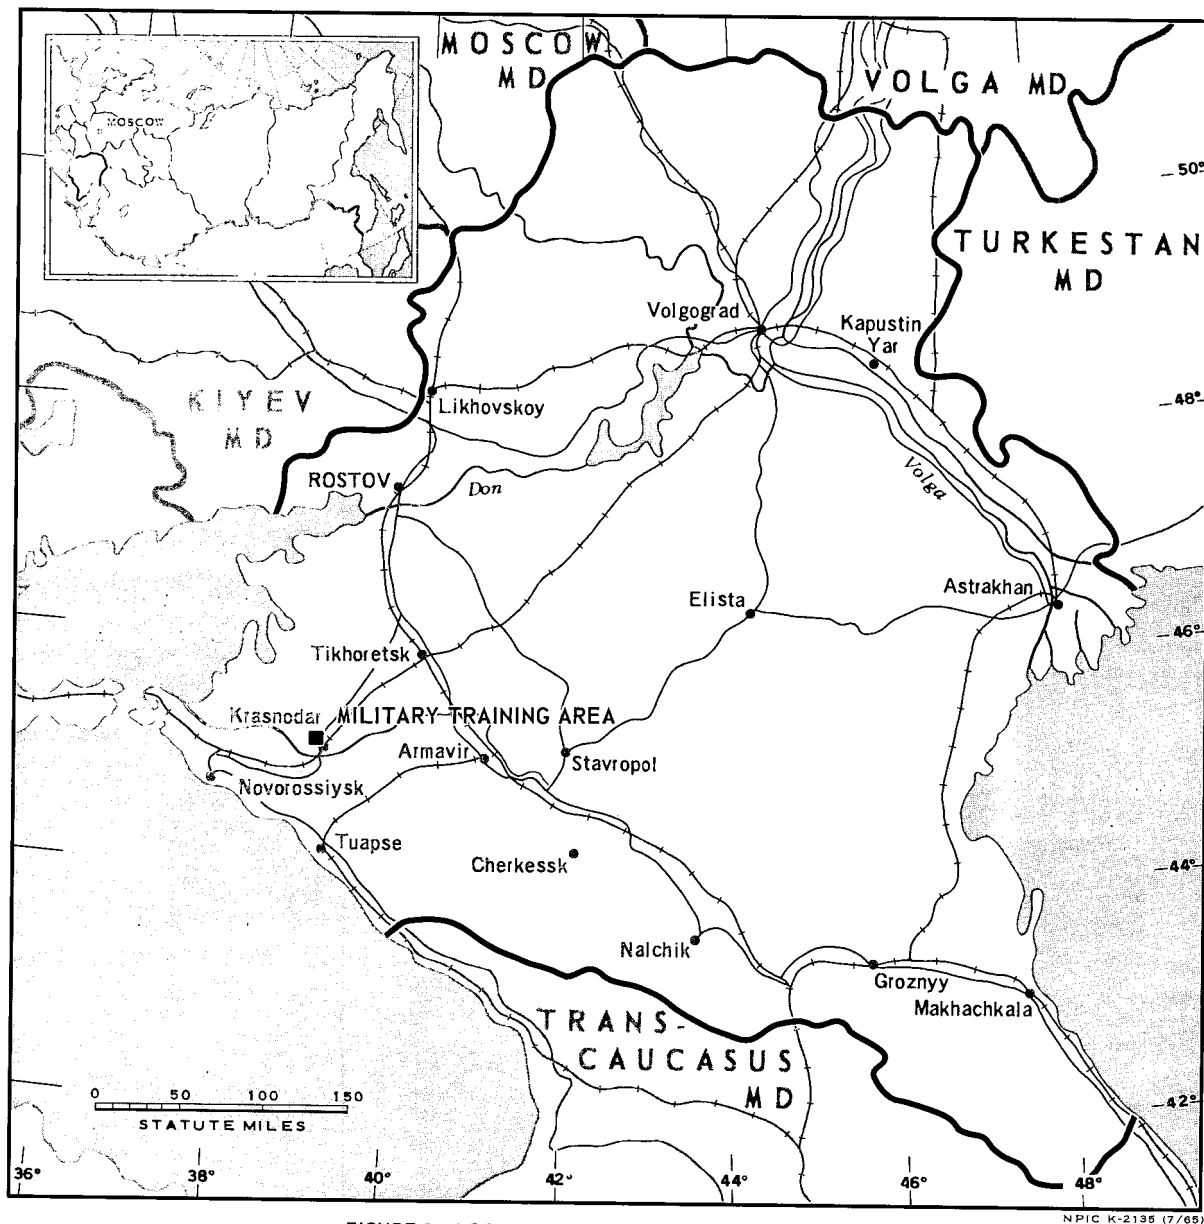 MOSCOW
MD
VOLGA MD
MOSCOW
50°
TURKESTAN
MD
Volgograd
Kapustin
Yar
KIYEV
MD
Likhovskoy
48°
ROSTOV
Don
Volga
Elista
Astrakhan
46°
Tikhoretsk
Krasnodar MILITARY TRAINING AREA
Armavir
Stavropol
Novorossiysk
Tuapse
Cherkessk
44°
Nalchik
Groznyy
Makhachkala
TRANS-
CAUCASUS
MD
0 50 100 150
STATUTE MILES
42°
36° 38° 40° 42° 44° 46° 48°
NPIC K-2135 (7/65)